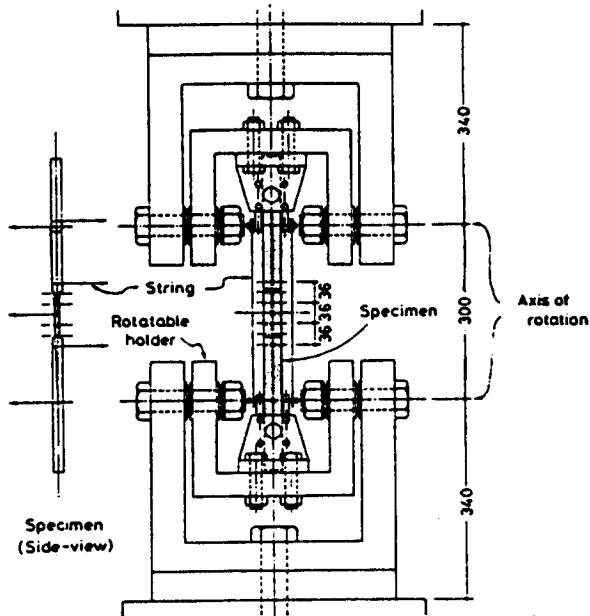 340
String
36
36
36
36
300
Axis of
rotation
Specimen
Rotatable
holder
340
Specimen
(Side-view)